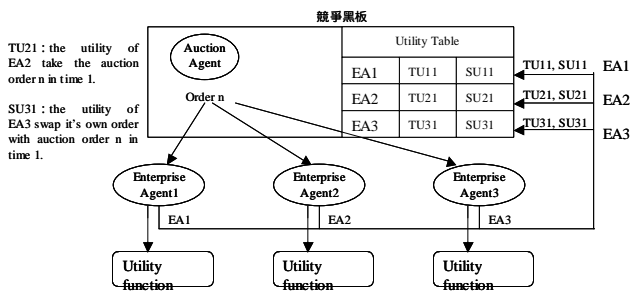 競爭黑板
TU21：the utility of
EA2 take the auction
order n in time 1.
SU31：the utility of
EA3 swap it's own order
with auction order n in
time 1.
Auction
Agent
Order n
Utility Table
EA1 TU11 SU11
EA2 TU21 SU21
EA3 TU31 SU31
TU11, SU11 EA1
TU21, SU21 EA2
TU31, SU31 EA3
Enterprise
Agent1
Enterprise
Agent2
Enterprise
Agent3
EA1
EA2
EA3
Utility
function
Utility
function
Utility
function